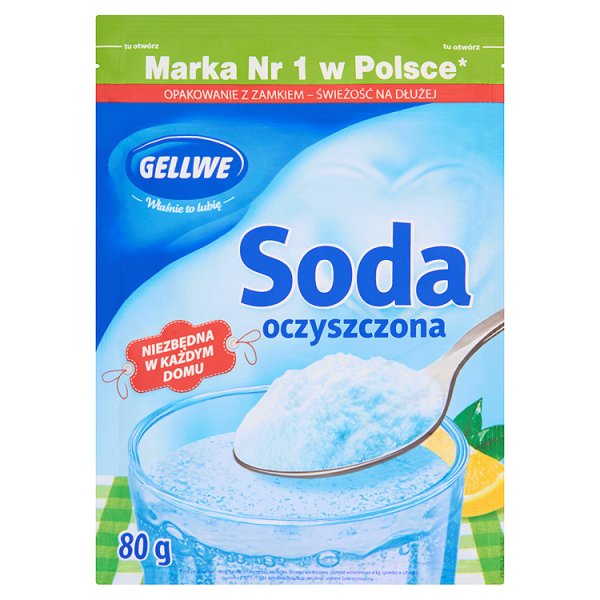 tu otwórz
tu otwórz
Marka Nr 1 w Polsce*
OPAKOWANIE Z ZAMKIEM – ŚWIEŻOŚĆ NA DŁUŻEJ
GELLWE
Właśnie to lubię
Soda
oczyszczona
NIEZBĘDNA
W KAŻDYM
DOMU
80 g